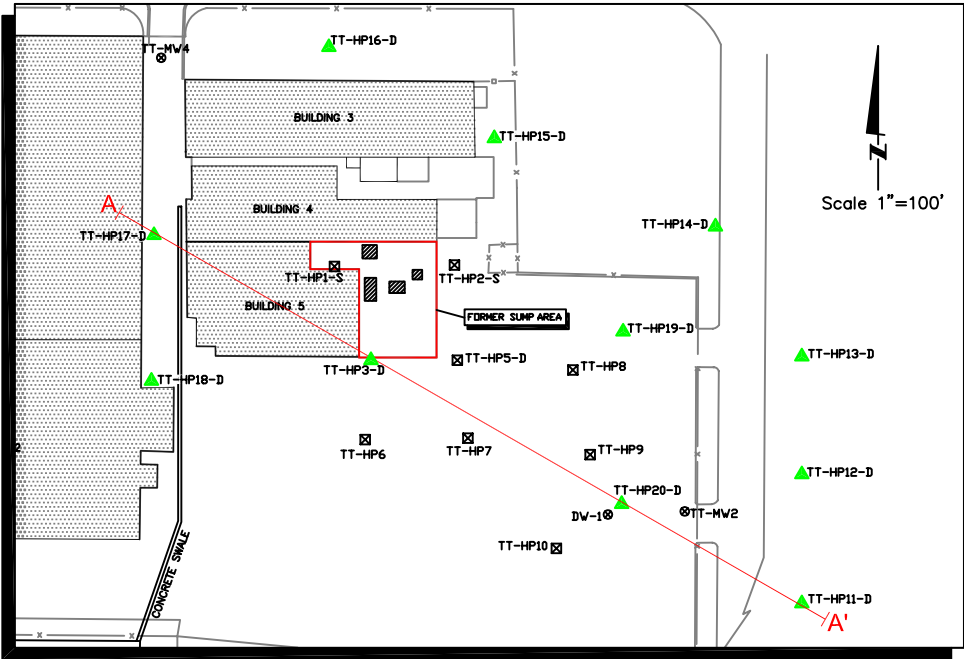 TT-HP16-D
TT-MW4
BUILDING 3
TT-HP15-D
A
BUILDING 4
Scale 1"=100'
TT-HP14-D
TT-HP17-D
TT-HP1-S
TT-HP2-S
BUILDING 5
FORMER SUMP AREA
TT-HP19-D
TT-HP13-D
TT-HP5-D
TT-HP8
TT-HP3-D
TT-HP18-D
2
TT-HP6
TT-HP7
TT-HP9
TT-HP12-D
TT-HP20-D
DW-1
TT-MW2
TT-HP10
CONCRETE SWALE
TT-HP11-D
A'